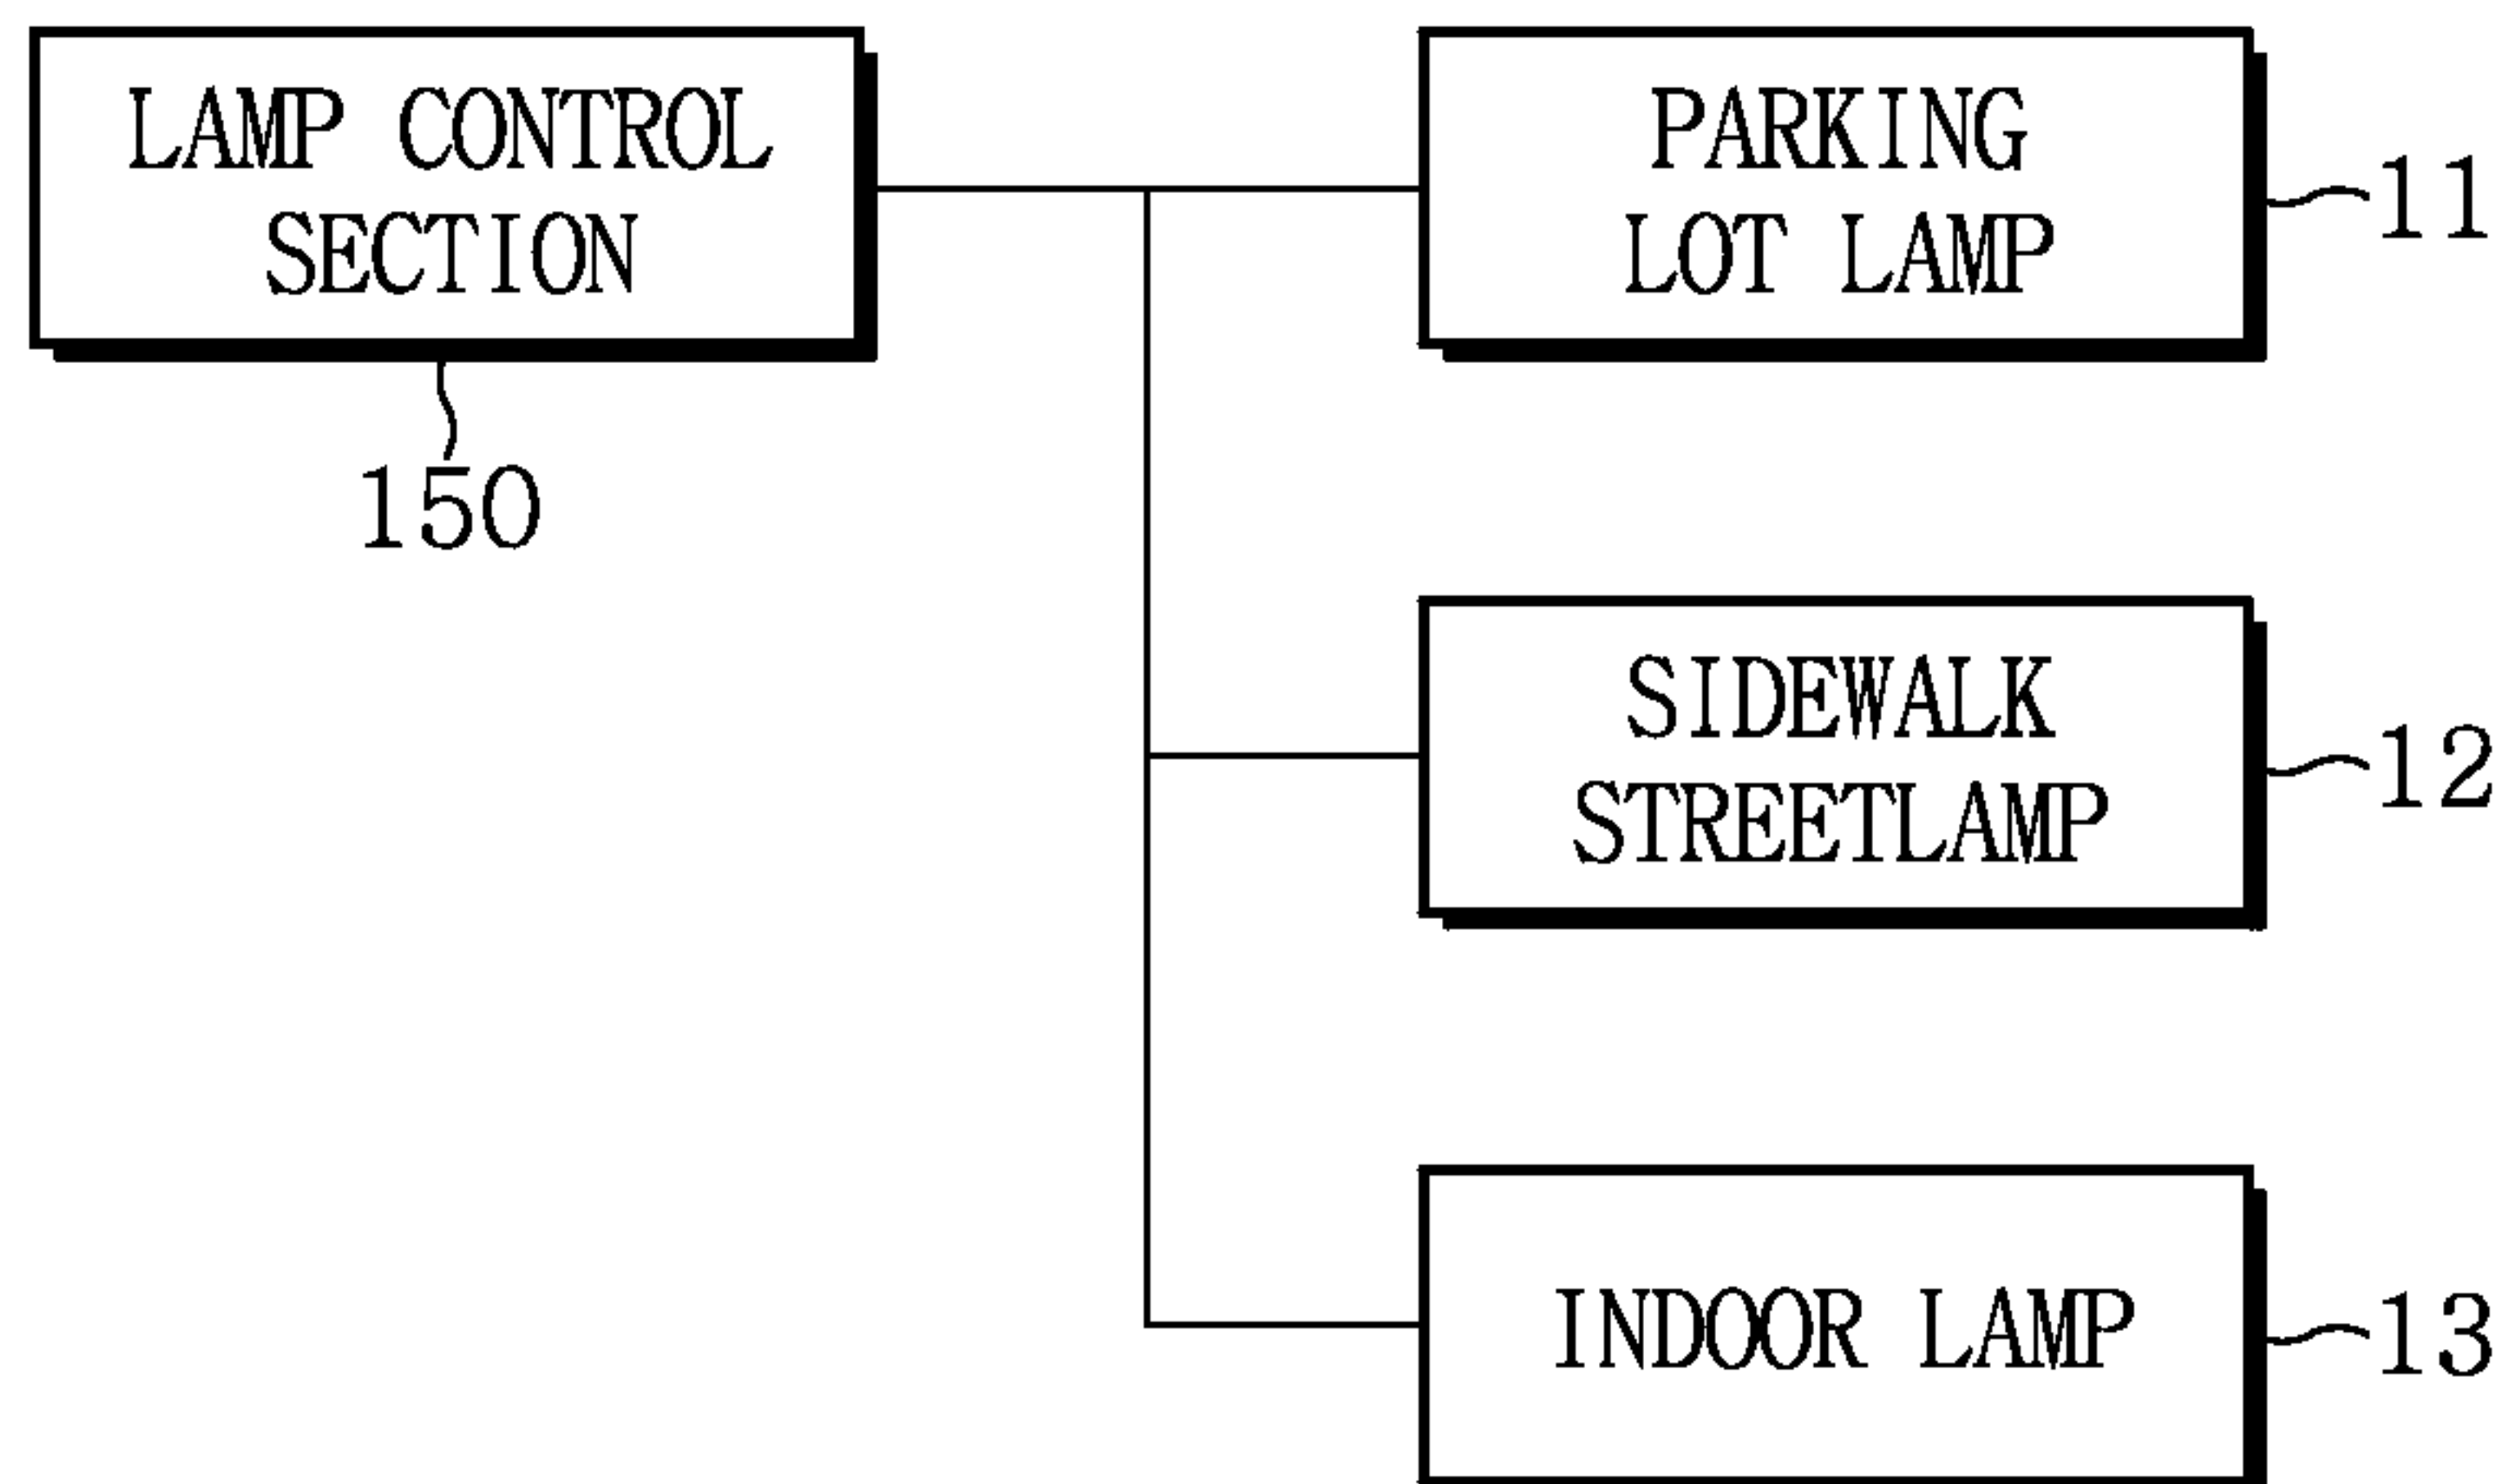 LAMP CONTROL
SECTION
150
PARKING
LOT LAMP
11
SIDEWALK
STREETLAMP
12
INDOOR LAMP
13